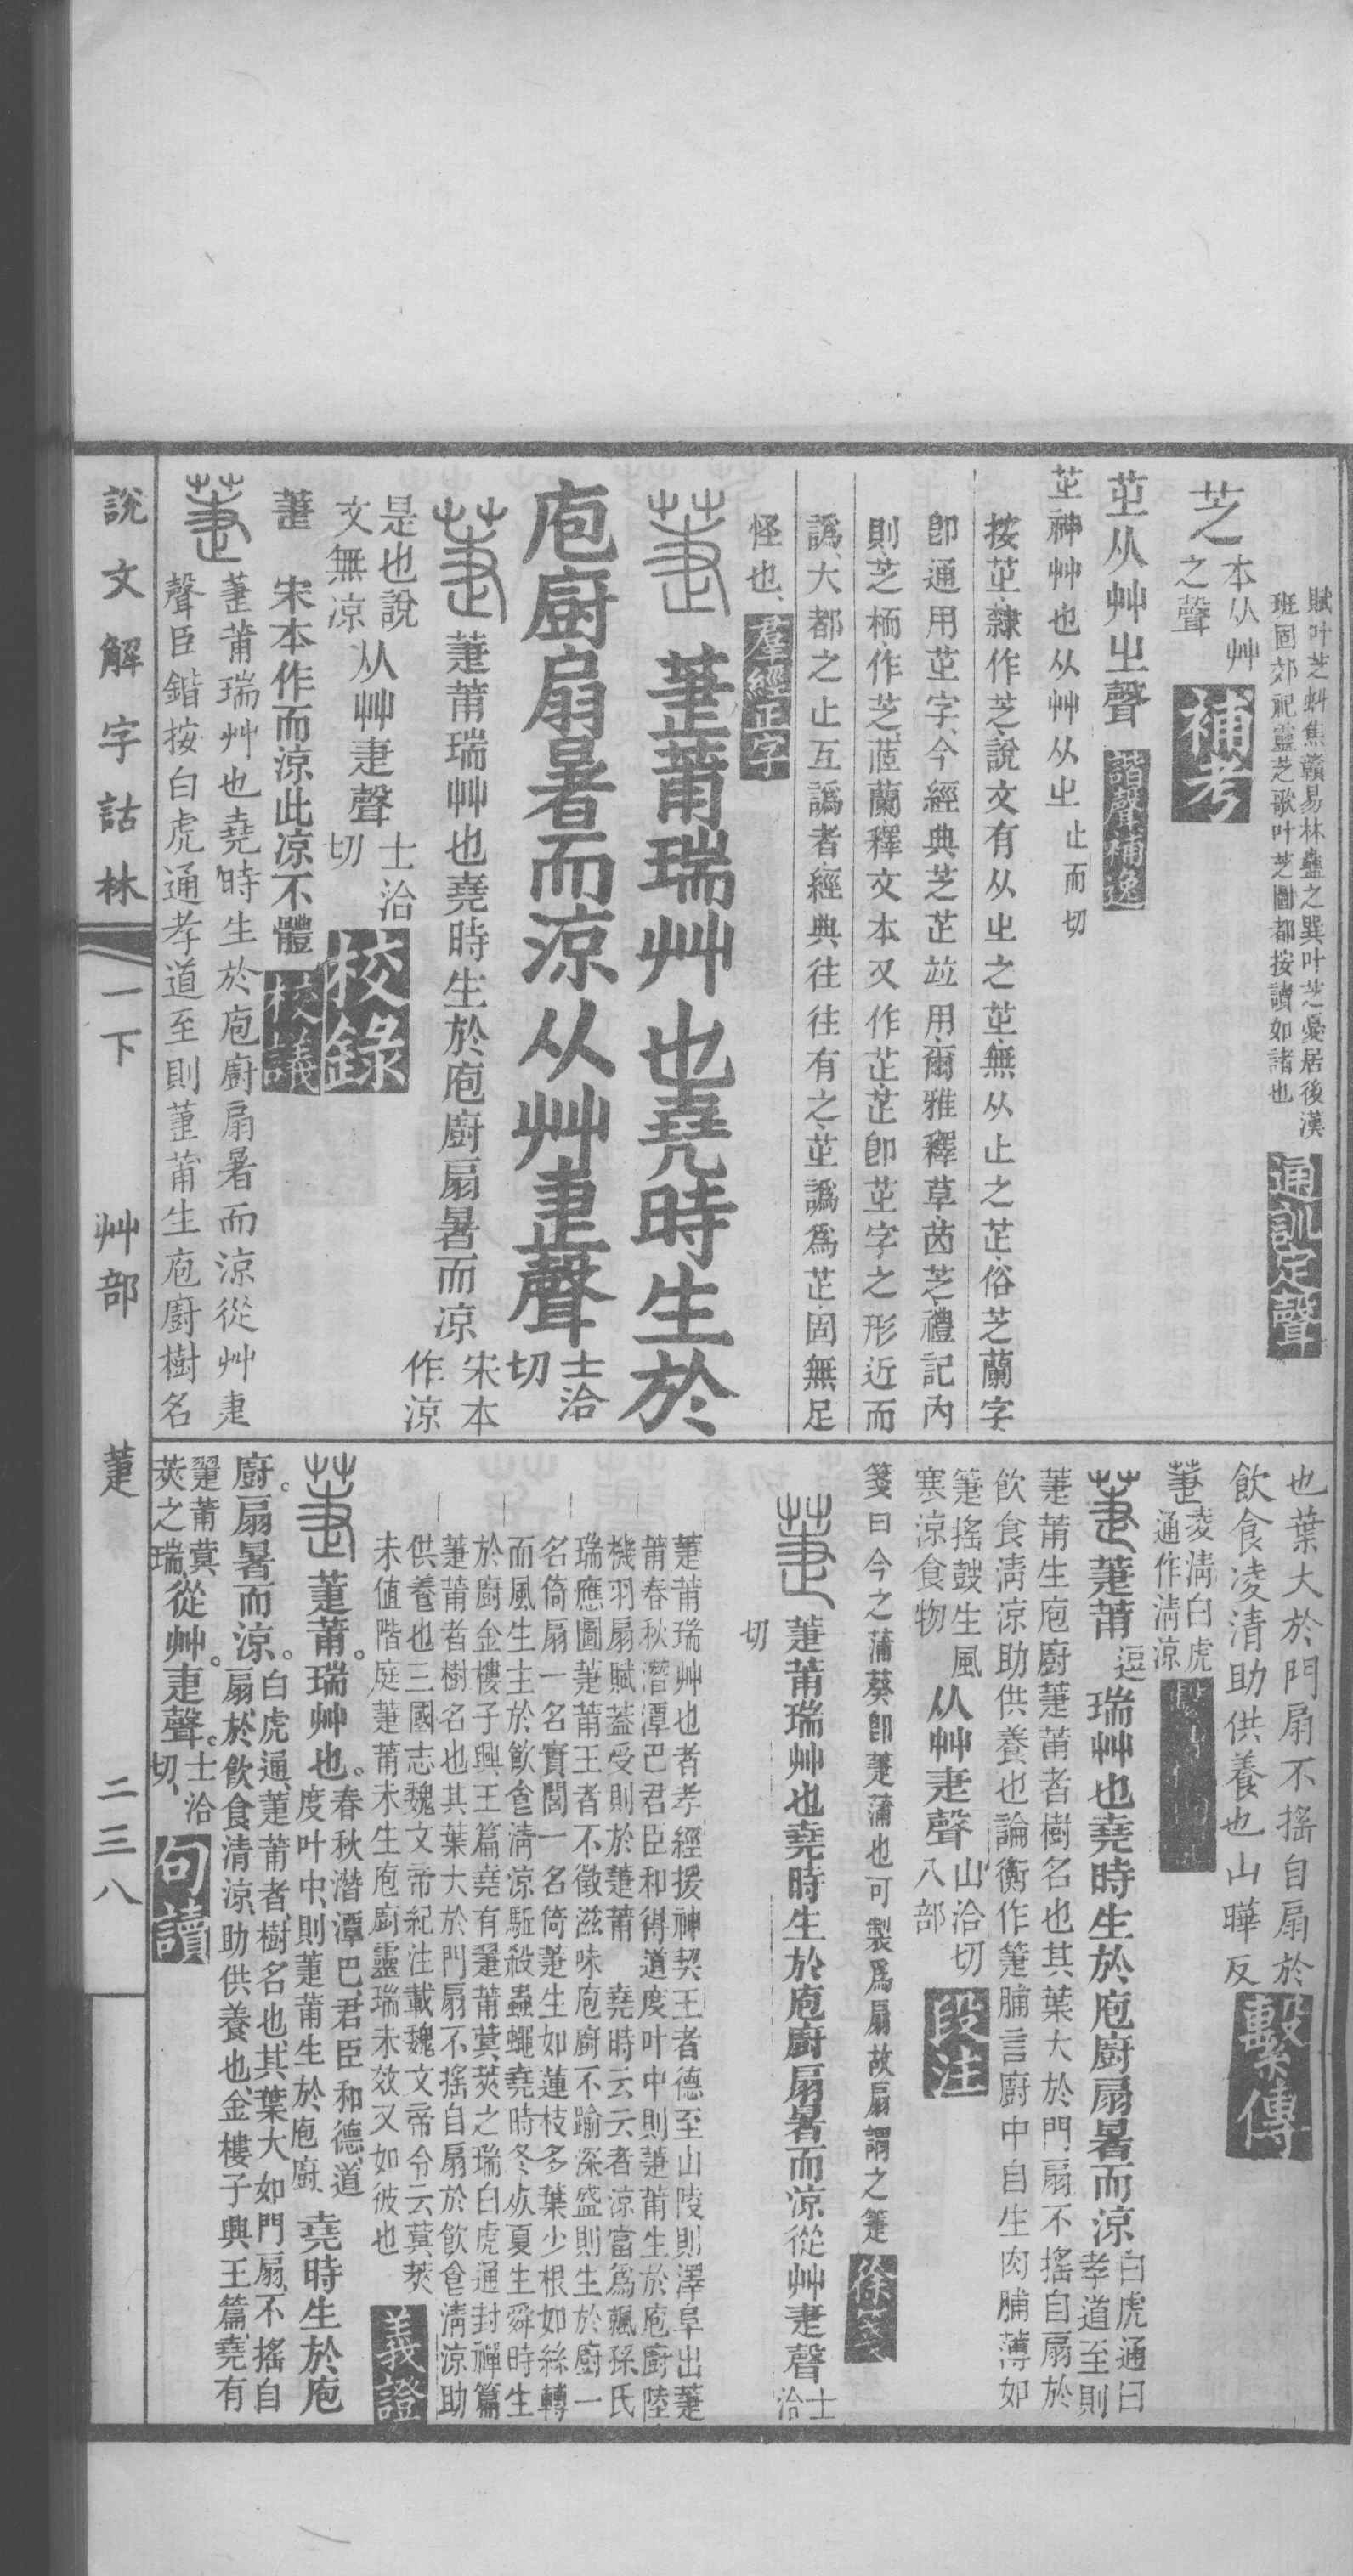 賦叶芝蚪焦贛易林蠱之巽叶芝憂居後漢
班固郊祀靈芝歌叶芝圖都按讀如諸也
通訓定聲
芝
本从艸
之聲
補考
芷从艸㞢聲
諧聲補逸
芷神艸也从艸从㞢
止而切
按芷隸作芝說文有从㞢之芷無从止之芷俗芝蘭字
卽通用芷字今經典芝芷竝用爾雅釋草茵芝禮記內
則芝栭作芝茝蘭釋文本又作芷芷卽芷字之形近而
譌大都之止互譌者經典往往有之芷譌爲芷固無足
怪也
羣經正字
萐莆瑞艸也堯時生於
庖廚扇暑而涼从艸疌聲
士洽
切
萐莆瑞艸也堯時生於庖廚扇暑而凉
宋本
作涼
是也說
文無凉
从艸疌聲
士洽
切
校錄
萐
宋本作而涼此凉不體
校議
萐莆瑞艸也堯時生於庖廚扇暑而涼從艸疌
聲臣鍇按白虎通孝道至則萐莆生庖廚樹名
說文解字詁林
一下
艸部
萐
二三八
也葉大於門扇不搖自扇於
飲食凌清助供養也山曄反
繫傳
萐
凌清白虎
通作清涼
萐莆
逗
瑞艸也堯時生於庖廚扇暑而涼
白虎通曰
孝道至則
萐莆生庖廚萐莆者樹名也其葉大於門扇不搖自扇於
飲食清涼助供養也論衡作箑脯言廚中自生肉脯薄如
箑搖鼓生風
寒涼食物
从艸疌聲
山洽切
八部
段注
箋曰今之蒲葵卽萐蒲也可製爲扇故扇謂之箑
徐箋
萐莆瑞艸也堯時生於庖廚扇暑而涼從艸疌聲
士
洽
切
萐莆瑞艸也者孝經援神契王者德至山陵則澤阜出萐
莆春秋潛潭巴君臣和得道度叶中則萐莆生於庖廚陸
機羽扇賦蓋受則於萐莆 堯時云云者涼當爲飆孫氏
瑞應圖萐莆王者不徵滋味庖廚不踰深盛則生於廚一
名倚扇一名實閭一名倚萐生如蓮枝多葉少根如絲轉
而風生主於飲食淸涼駈殺蟲蠅堯時冬死夏生舜時生
於廚金樓子興王篇堯有翣莆蓂莢之瑞白虎通封禪篇
萐莆者樹名也其葉大於門扇不搖自扇於飲食清涼助
供養也三國志魏文帝紀注載魏文帝令云蓂莢
未值階庭萐莆未生庖廚靈瑞未效又如彼也
義證
萐莆。瑞艸也。
春秋潛潭巴、君臣和德、道
度叶中、則萐莆生於庖廚、
堯時生於庖
廚。扇暑而涼。
白虎通、萐莆者、樹名也、其葉大如門扇、不搖自
扇、於飲食清涼、助供養也、金樓子興王篇、堯有
翣莆蓂
莢之瑞、
從艸。疌聲。
士洽
切、
句讀